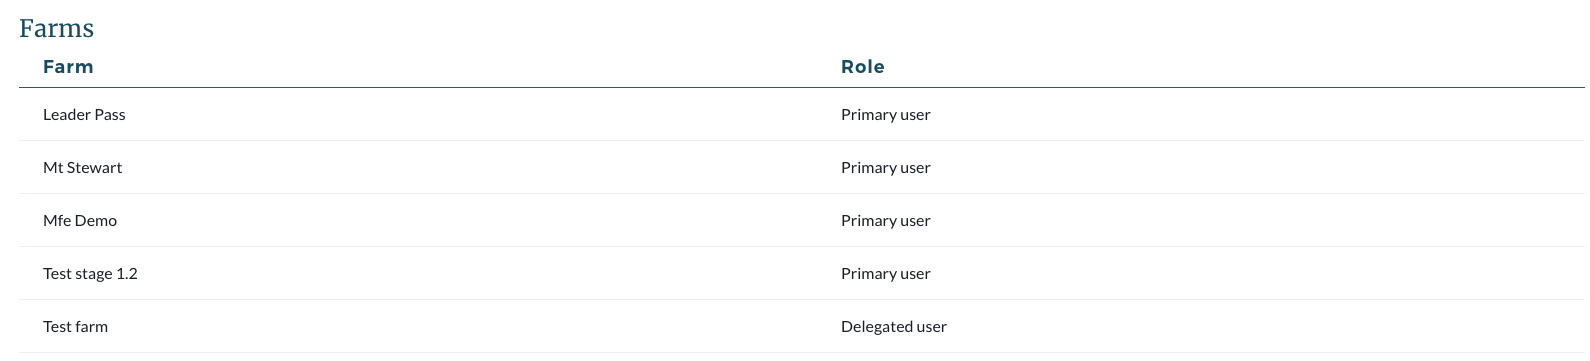 Farms
Farm Role
Leader Pass Primary user
Mt Stewart Primary user
Mfe Demo Primary user
Test stage 1.2 Primary user
Test farm Delegated user